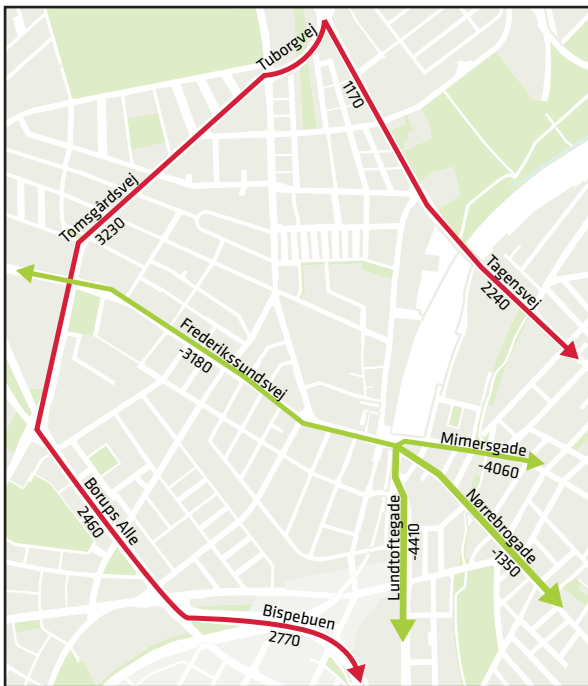 Tuborgvej
1170
Tomsgårdsvej
3230
Tagensvej
2240
Frederikssundsvej
-3180
Mimersgade
-4060
Nørrebrogade
-1350
Lundtoftegade
-4410
Borups Alle
2460
Bispebuen
2770